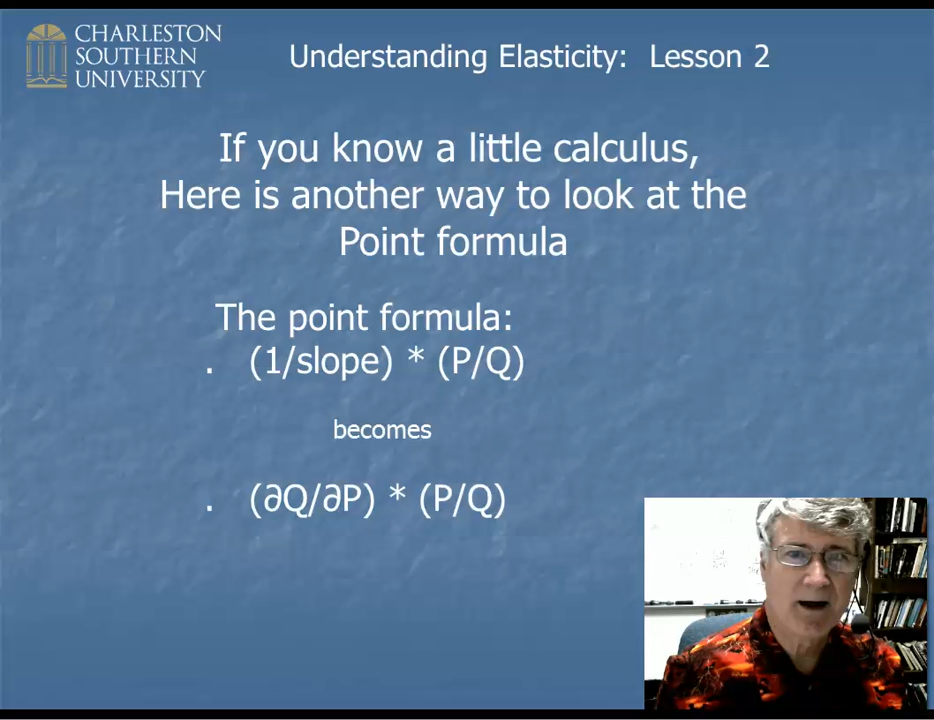 CHARLESTON
SOUTHERN
UNIVERSITY
Understanding Elasticity: Lesson 2
If you know a little calculus,
Here is another way to look at the
Point formula
The point formula:
. (1/slope) * (P/Q)
becomes
. (∂Q/∂P) * (P/Q)